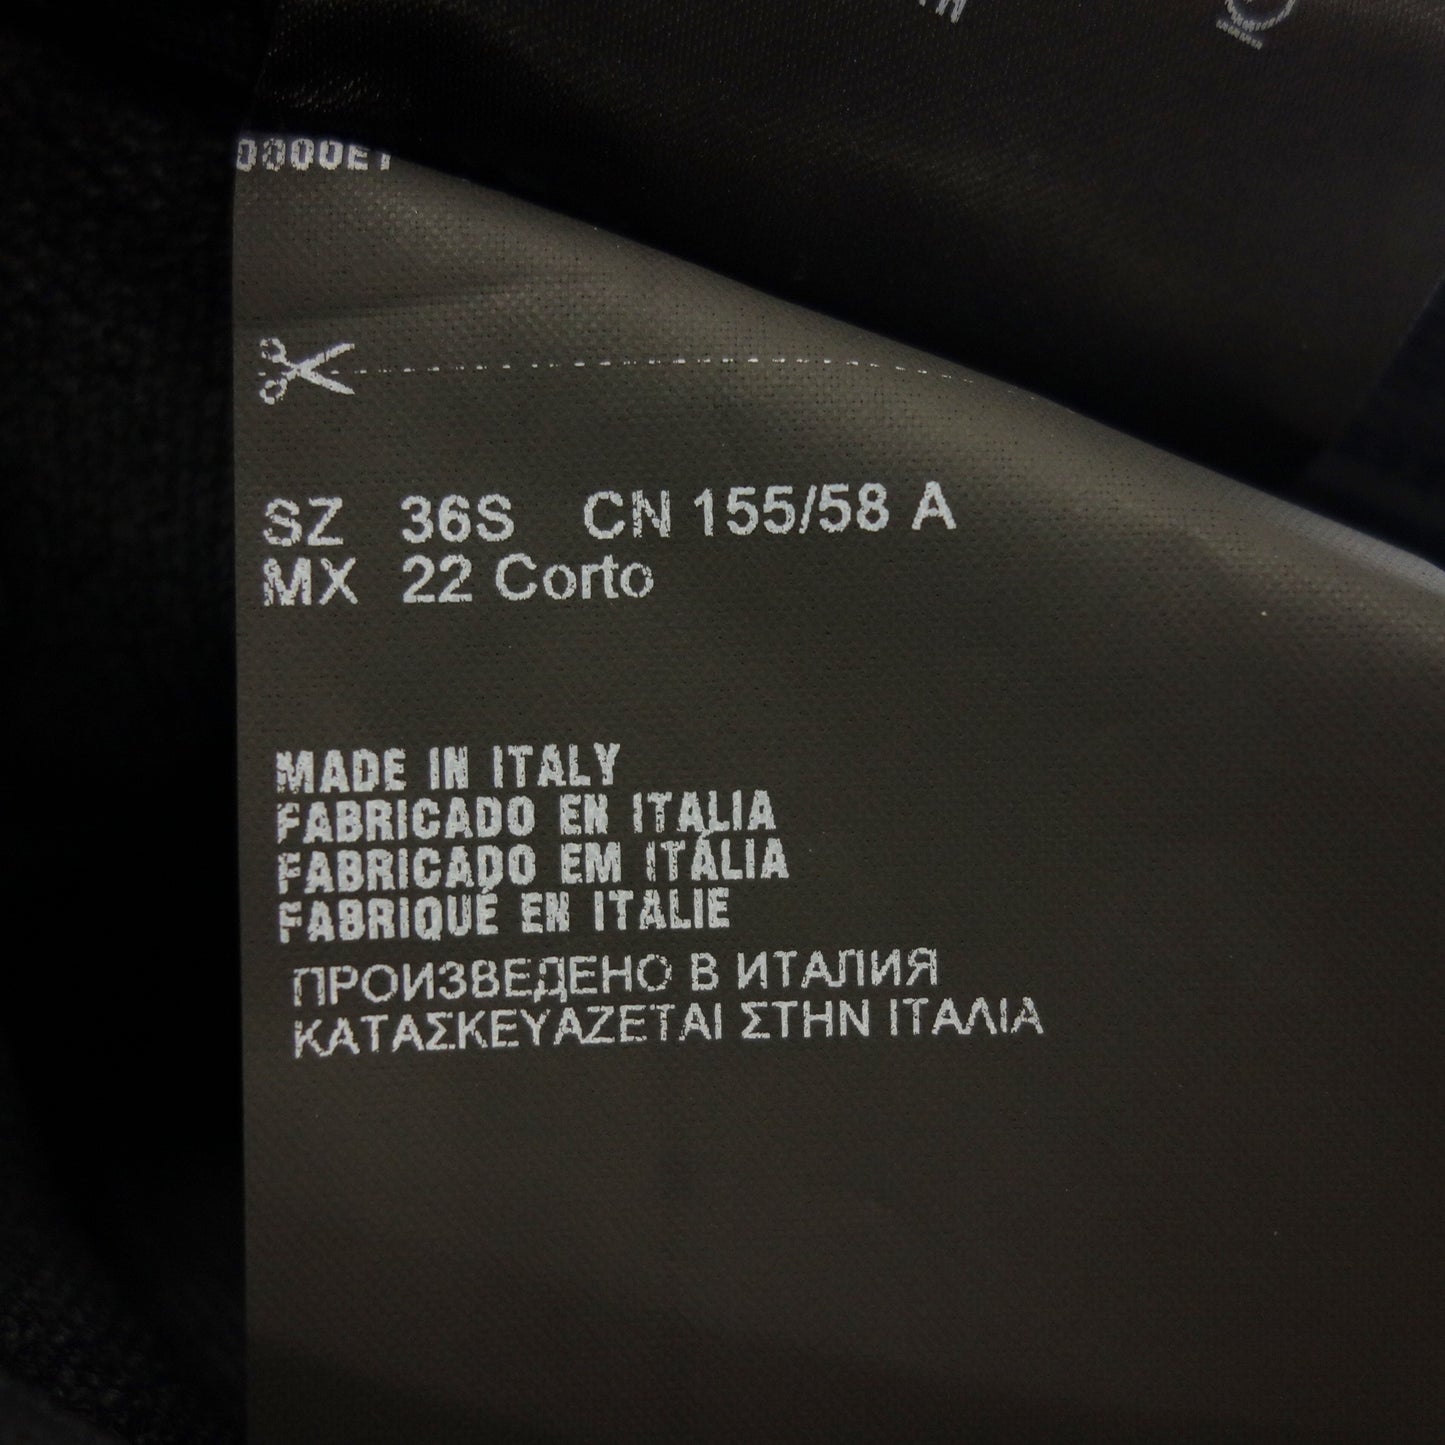 0000E1
SZ 36S CN 155/58 A
MX 22 Corto
MADE IN ITALY
FABRICADO EN ITALIA
FABRICADO EM ITÁLIA
FABRIQUÉ EN ITALIE
ПРОИЗВЕДЕНО В ИТАЛИЯ
ΚΑΤΑΣΚΕΥΑΖΕΤΑΙ ΣΤΗΝ ΙΤΑΛΙΑ